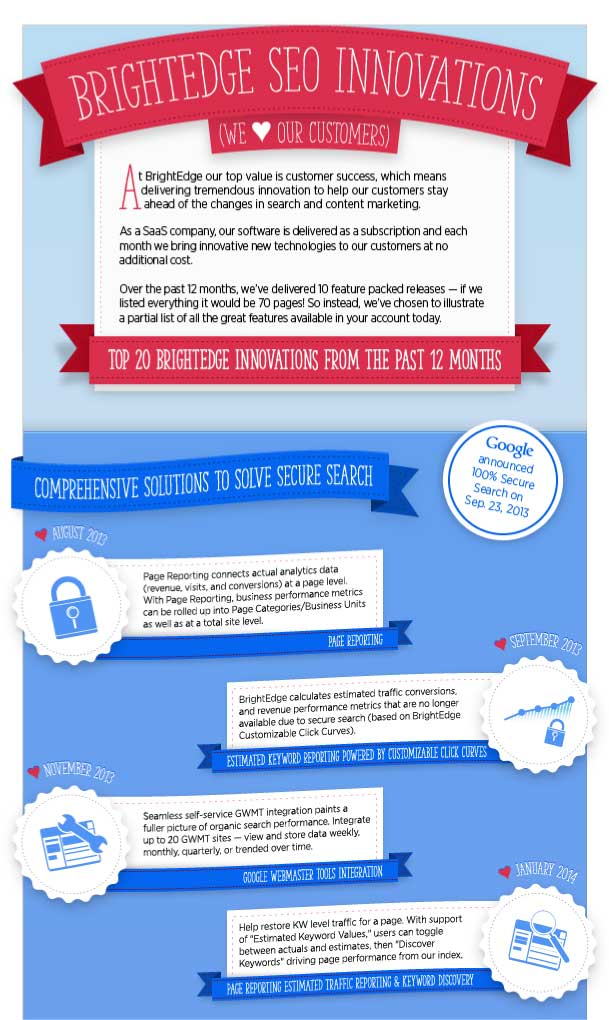 BRIGHTEDGE SEO INNOVATIONS
(WE ♥ OUR CUSTOMERS)
At BrightEdge our top value is customer success, which means
delivering tremendous innovation to help our customers stay
ahead of the changes in search and content marketing.
As a SaaS company, our software is delivered as a subscription and each
month we bring innovative new technologies to our customers at no
additional cost.
Over the past 12 months, we've delivered 10 feature packed releases — if we
listed everything it would be 70 pages! So instead, we've chosen to illustrate
a partial list of all the great features available in your account today.
TOP 20 BRIGHTEDGE INNOVATIONS FROM THE PAST 12 MONTHS
Google
announced
100% Secure
Search on
Sep. 23, 2013
COMPREHENSIVE SOLUTIONS TO SOLVE SECURE SEARCH
AUGUST 2013
Page Reporting connects actual analytics data
(revenue, visits, and conversions) at a page level.
With Page Reporting, business performance metrics
can be rolled up into Page Categories/Business Units
as well as at a total site level.
PAGE REPORTING
SEPTEMBER 2013
BrightEdge calculates estimated traffic conversions,
and revenue performance metrics that are no longer
available due to secure search (based on BrightEdge
Customizable Click Curves).
ESTIMATED KEYWORD REPORTING POWERED BY CUSTOMIZABLE CLICK CURVES
NOVEMBER 2013
Seamless self-service GWMT integration paints a
fuller picture of organic search performance. Integrate
up to 20 GWMT sites — view and store data weekly,
monthly, quarterly, or trended over time.
GOOGLE WEBMASTER TOOLS INTEGRATION
JANUARY 2014
Help restore KW level traffic for a page. With support
of "Estimated Keyword Values," users can toggle
between actuals and estimates, then "Discover
Keywords" driving page performance from our index.
PAGE REPORTING ESTIMATED TRAFFIC REPORTING & KEYWORD DISCOVERY